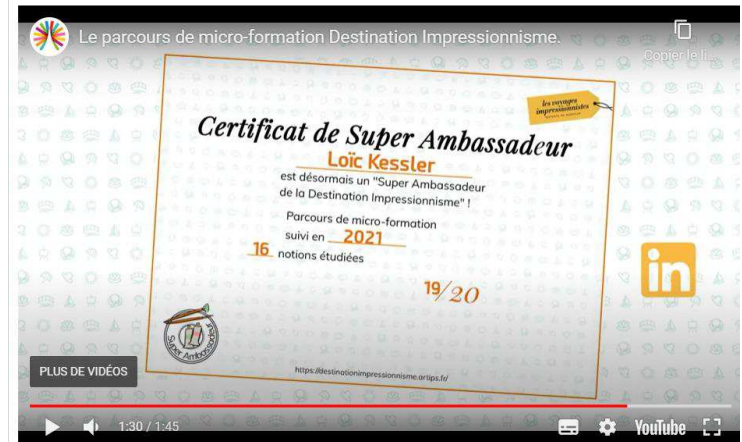 Le parcours de micro-formation Destination Impressionnisme.
Copier le li...
les voyages
impressionnistes
Certificat de Super Ambassadeur
Loïc Kessler
est désormais un "Super Ambassadeur
de la Destination Impressionnisme" !
Parcours de micro-formation
suivi en 2021
16 notions étudiées
19/20
in
Super Ambassadeur
PLUS DE VIDÉOS
https://destinationimpressionnisme.artips.fr/
1:30 / 1:45
YouTube